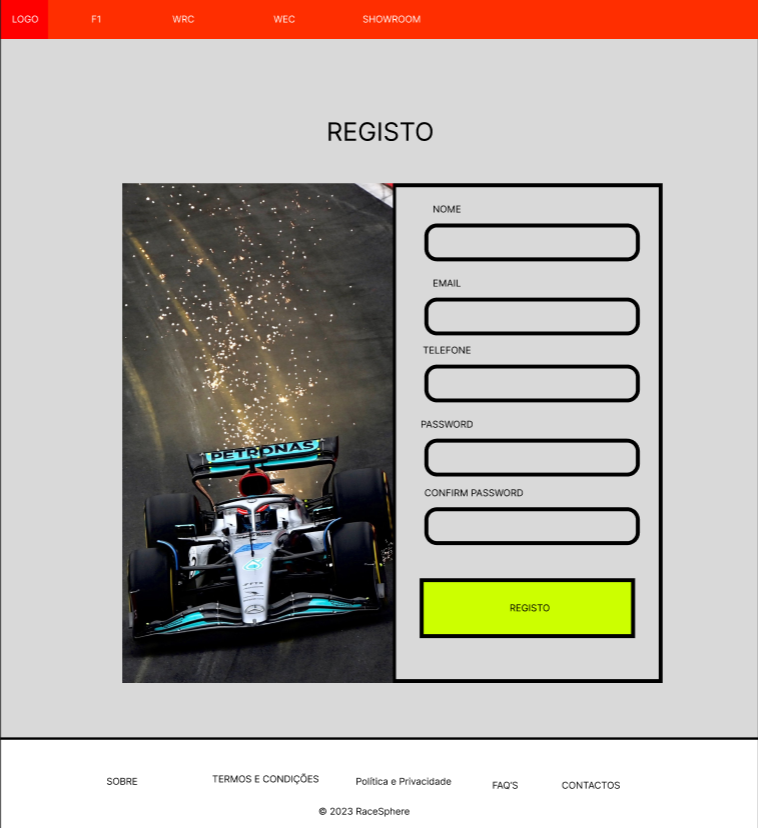 LOGO F1 WRC WEC SHOWROOM
REGISTO
NOME
EMAIL
TELEFONE
PASSWORD
PETRONAS
CONFIRM PASSWORD
REGISTO
SOBRE TERMOS E CONDIÇÕES Política e Privacidade FAQ'S CONTACTOS
© 2023 RaceSphere